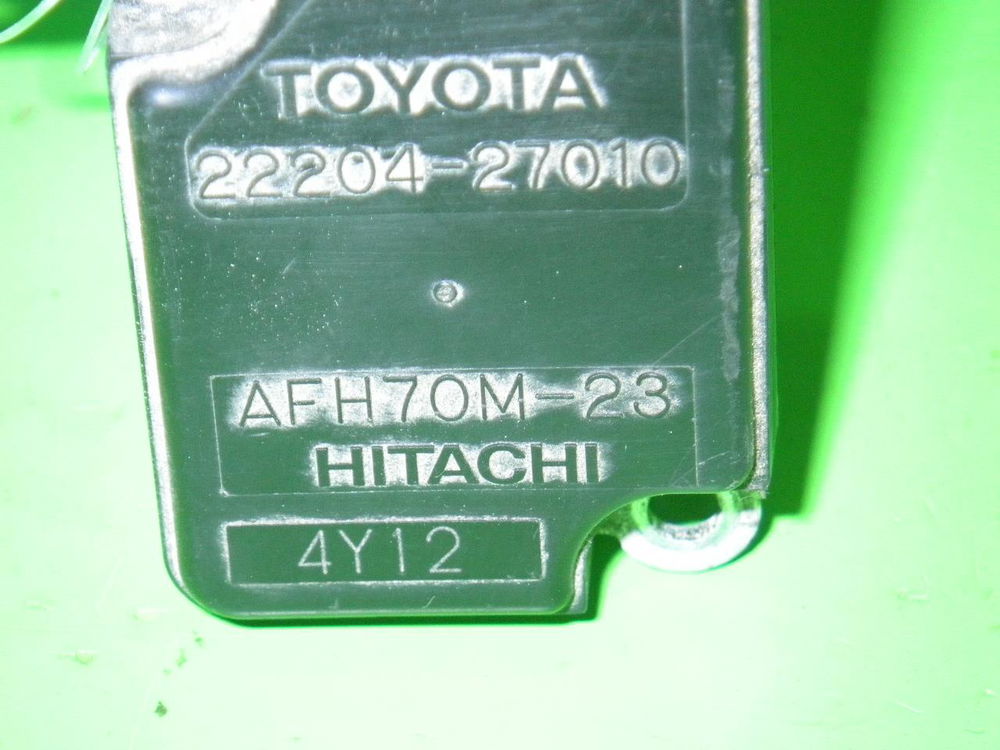 TOYOTA
22204-27010
AFH70M-23
HITACHI
4Y12